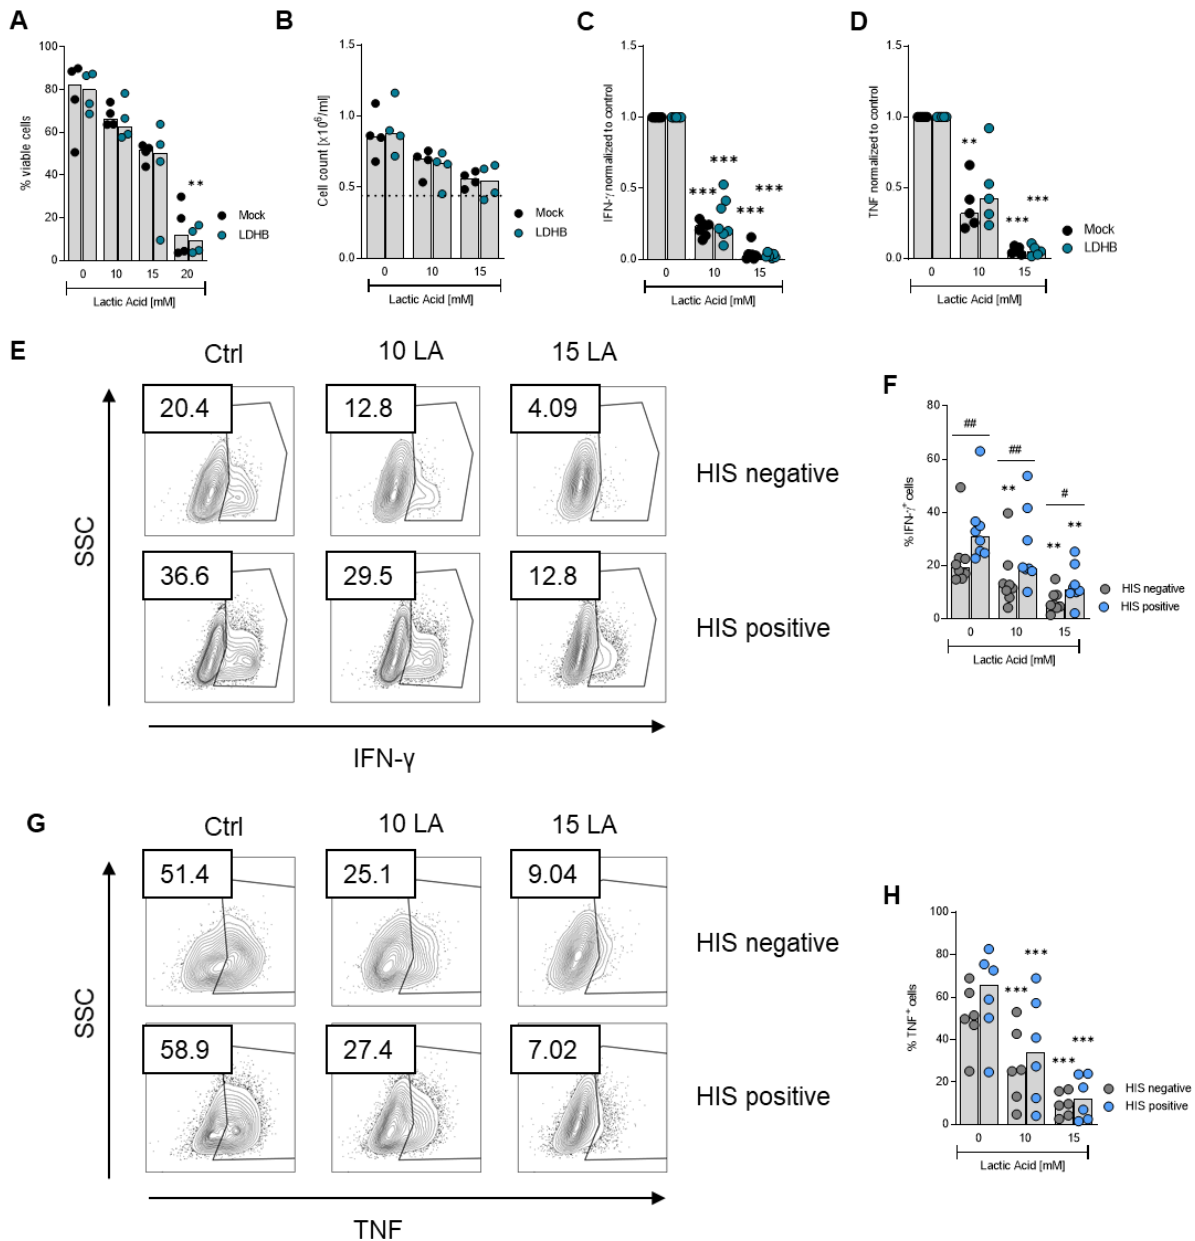 A
% viable cells
100
80
60
40
20
0
**
0 10 15 20
Lactic Acid [mM]
Mock
LDHB
B
Cell count [x10⁶/ml]
1.5
1.0
0.5
0.0
0 10 15
Lactic Acid [mM]
Mock
LDHB
C
IFN-γ normalized to control
1.5
1.0
0.5
0.0
*** *** *** ***
0 10 15
Lactic Acid [mM]
D
TNF normalized to control
1.5
1.0
0.5
0.0
** *** ***
0 10 15
Lactic Acid [mM]
Mock
LDHB
E
Ctrl 10 LA 15 LA
20.4 12.8 4.09
HIS negative
36.6 29.5 12.8
HIS positive
SSC
IFN-γ
F
% IFN-γ⁺ cells
80
60
40
20
0
## ## #
** ** **
0 10 15
Lactic Acid [mM]
HIS negative
HIS positive
G
Ctrl 10 LA 15 LA
51.4 25.1 9.04
HIS negative
58.9 27.4 7.02
HIS positive
SSC
TNF
H
% TNF⁺ cells
100
80
60
40
20
0
*** *** *** ***
0 10 15
Lactic Acid [mM]
HIS negative
HIS positive